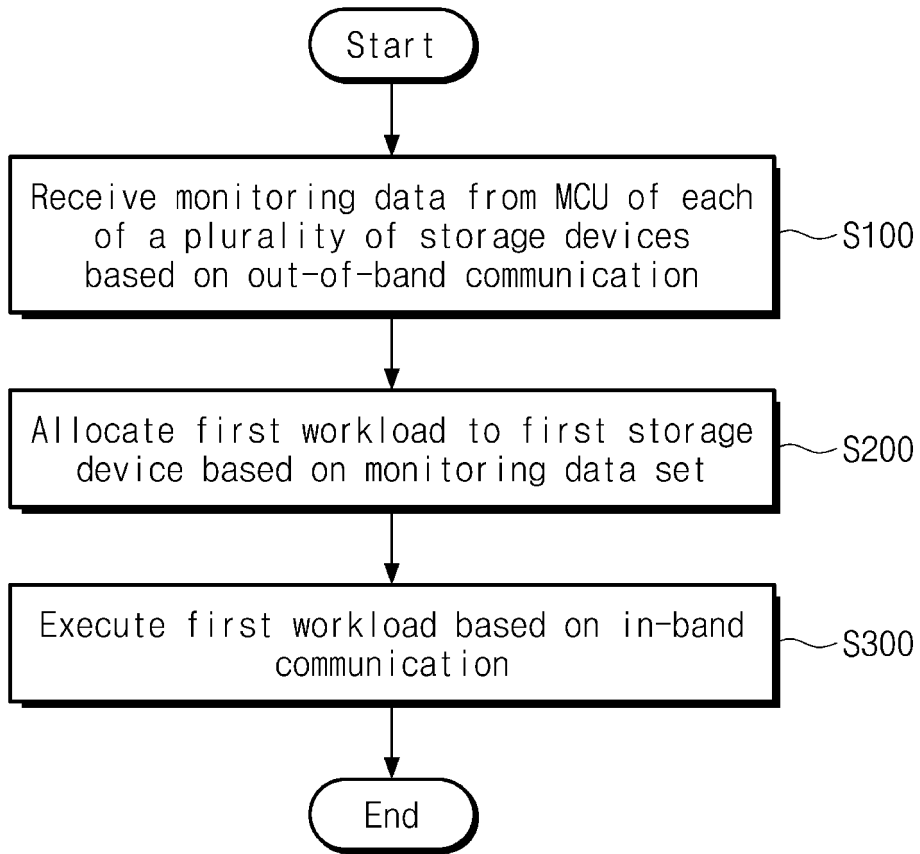 Start
Receive monitoring data from MCU of each
of a plurality of storage devices
based on out-of-band communication
S100
Allocate first workload to first storage
device based on monitoring data set
S200
Execute first workload based on in-band
communication
S300
End